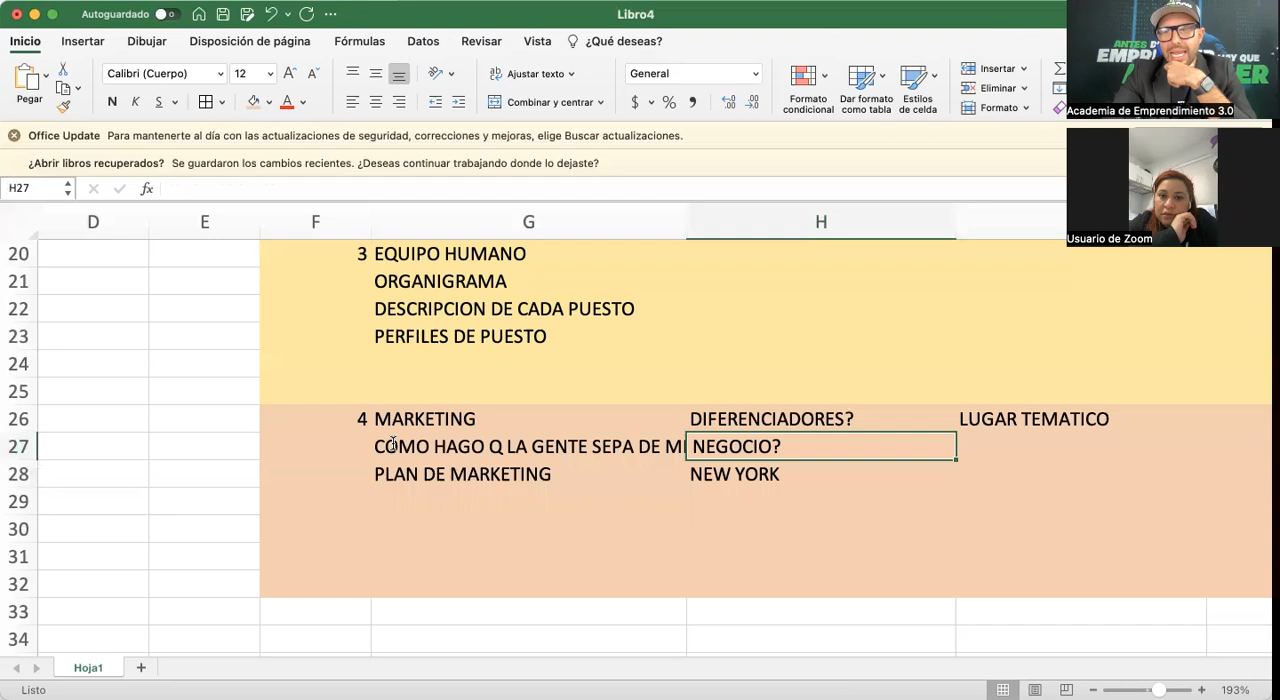 Autoguardado
Libro4
Inicio Insertar Dibujar Disposición de página Fórmulas Datos Revisar Vista ¿Qué deseas?
Pegar
Calibri (Cuerpo) 12
N K S
Ajustar texto
Combinar y centrar
General
$ % 9
Formato condicional
Dar formato como tabla
Estilos de celda
Insertar
Eliminar
Formato
ANTES D
EMPR HAY QUE
Academia de Emprendimiento 3.0
Usuario de Zoom
Office Update Para mantenerte al día con las actualizaciones de seguridad, correcciones y mejoras, elige Buscar actualizaciones.
¿Abrir libros recuperados? Se guardaron los cambios recientes. ¿Deseas continuar trabajando donde lo dejaste?
H27 fx
D E F G H
20 3 EQUIPO HUMANO
21 ORGANIGRAMA
22 DESCRIPCION DE CADA PUESTO
23 PERFILES DE PUESTO
24
25
26 4 MARKETING DIFERENCIADORES? LUGAR TEMATICO
27 COMO HAGO Q LA GENTE SEPA DE MI NEGOCIO?
28 PLAN DE MARKETING NEW YORK
29
30
31
32
33
34
Hoja1 +
Listo 193%